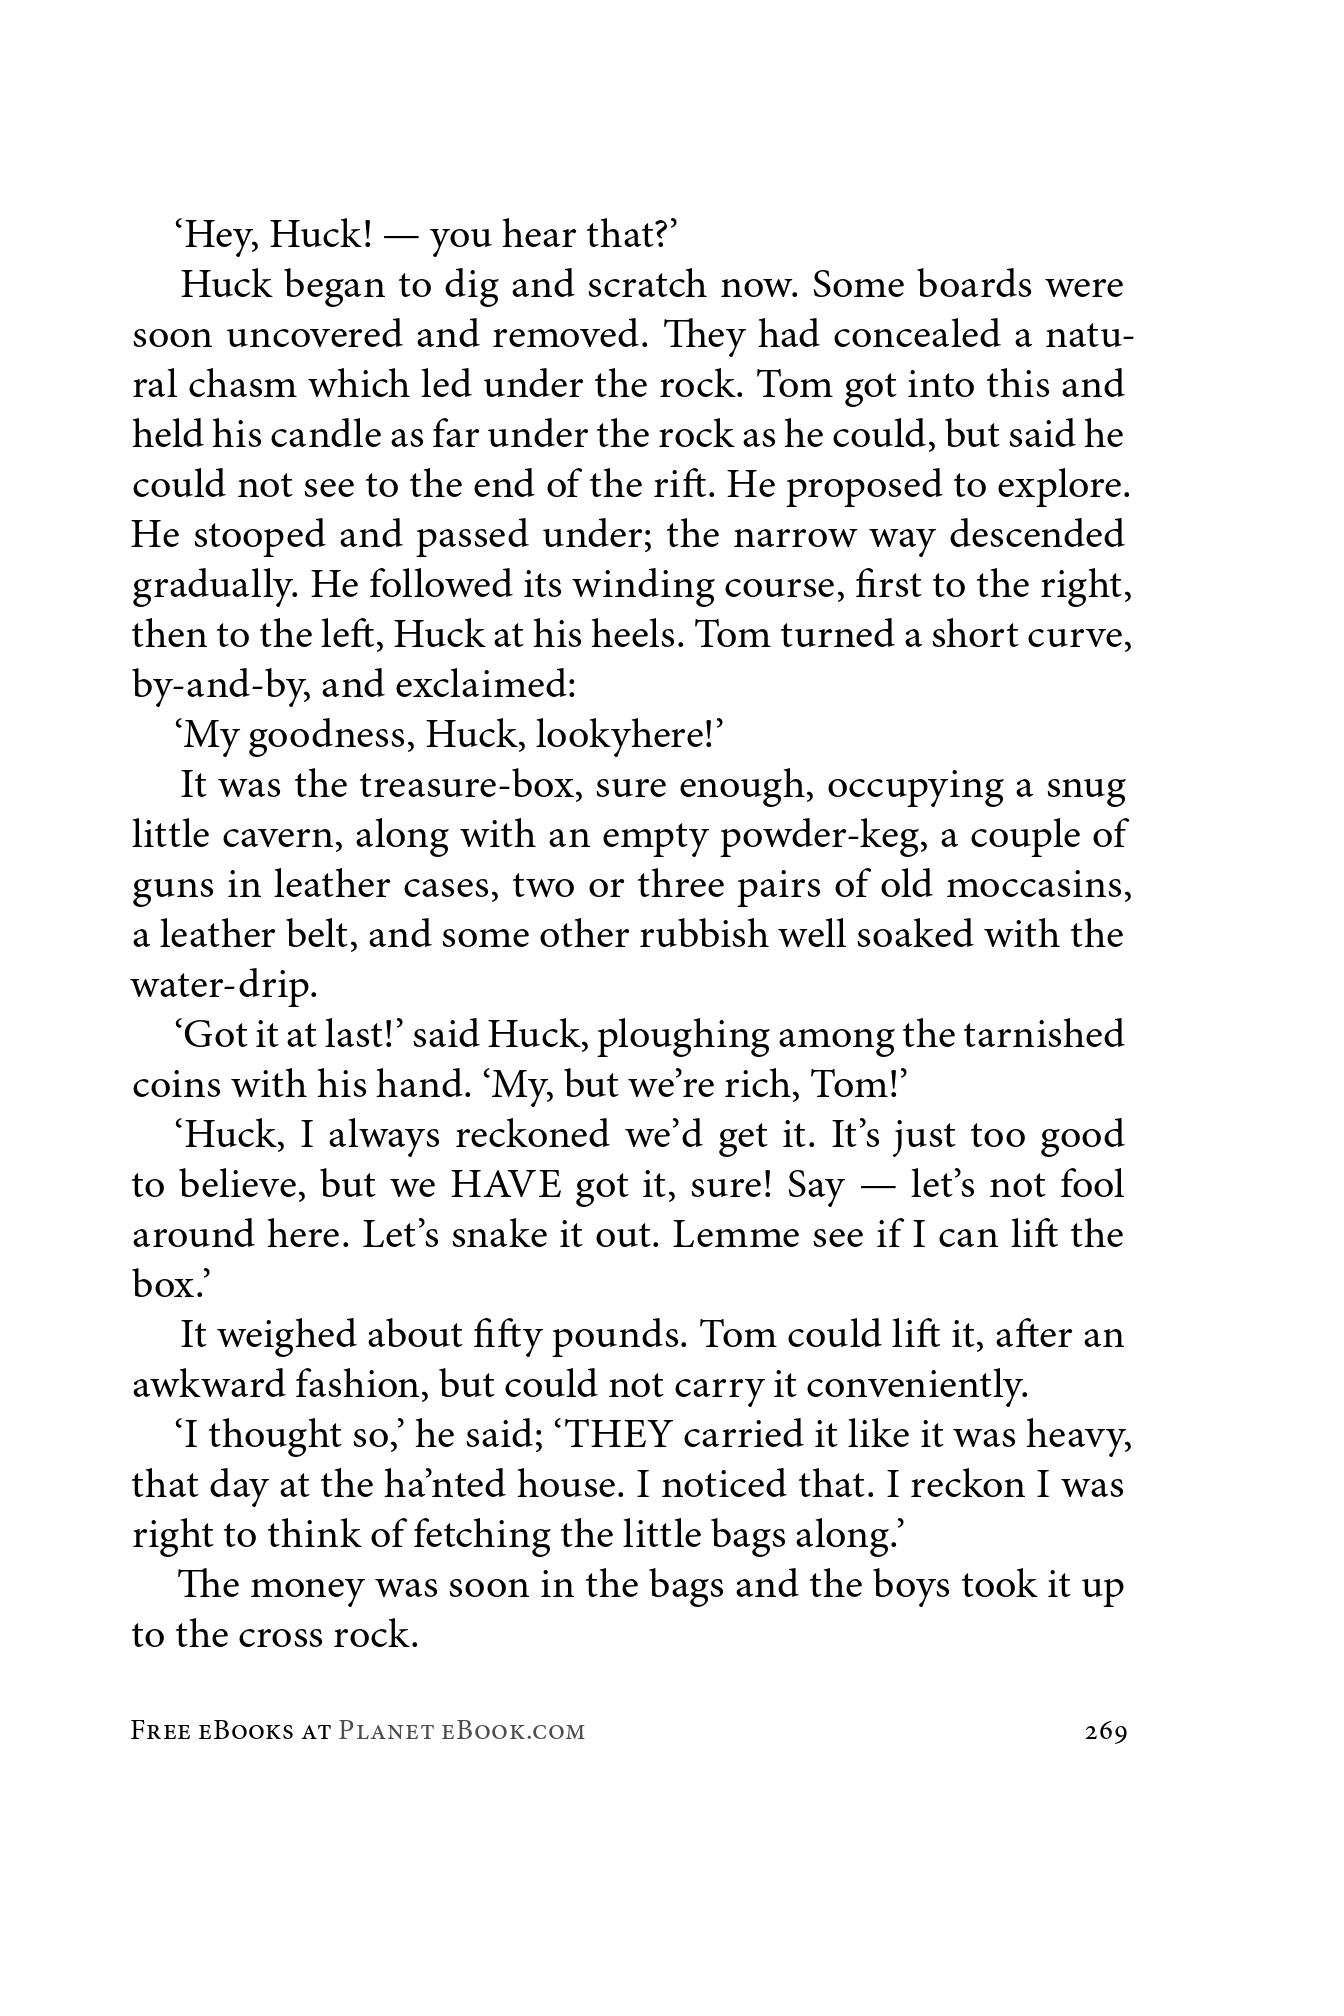 ‘Hey, Huck! — you hear that?’
Huck began to dig and scratch now. Some boards were
soon uncovered and removed. They had concealed a natu-
ral chasm which led under the rock. Tom got into this and
held his candle as far under the rock as he could, but said he
could not see to the end of the rift. He proposed to explore.
He stooped and passed under; the narrow way descended
gradually. He followed its winding course, first to the right,
then to the left, Huck at his heels. Tom turned a short curve,
by-and-by, and exclaimed:
‘My goodness, Huck, lookyhere!’
It was the treasure-box, sure enough, occupying a snug
little cavern, along with an empty powder-keg, a couple of
guns in leather cases, two or three pairs of old moccasins,
a leather belt, and some other rubbish well soaked with the
water-drip.
‘Got it at last!’ said Huck, ploughing among the tarnished
coins with his hand. ‘My, but we’re rich, Tom!’
‘Huck, I always reckoned we’d get it. It’s just too good
to believe, but we HAVE got it, sure! Say — let’s not fool
around here. Let’s snake it out. Lemme see if I can lift the
box.’
It weighed about fifty pounds. Tom could lift it, after an
awkward fashion, but could not carry it conveniently.
‘I thought so,’ he said; ‘THEY carried it like it was heavy,
that day at the ha’nted house. I noticed that. I reckon I was
right to think of fetching the little bags along.’
The money was soon in the bags and the boys took it up
to the cross rock.
Free eBooks at Planet eBook.com 269